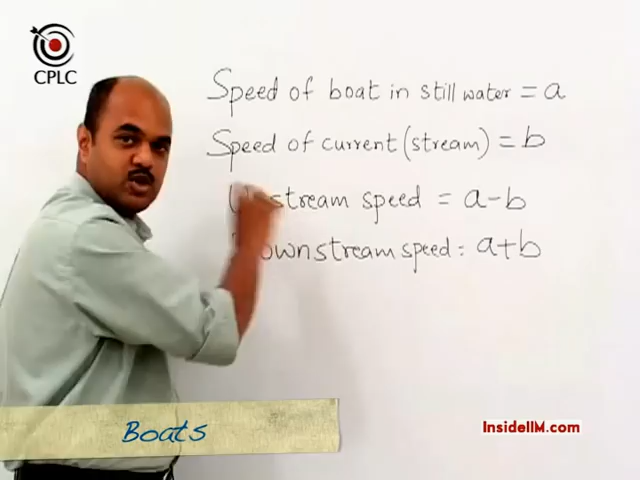 CPLC
Speed of boat in still water = a
Speed of current (stream) = b
stream speed = a-b
ownstream speed = a+b
Boats
InsideIIM.com